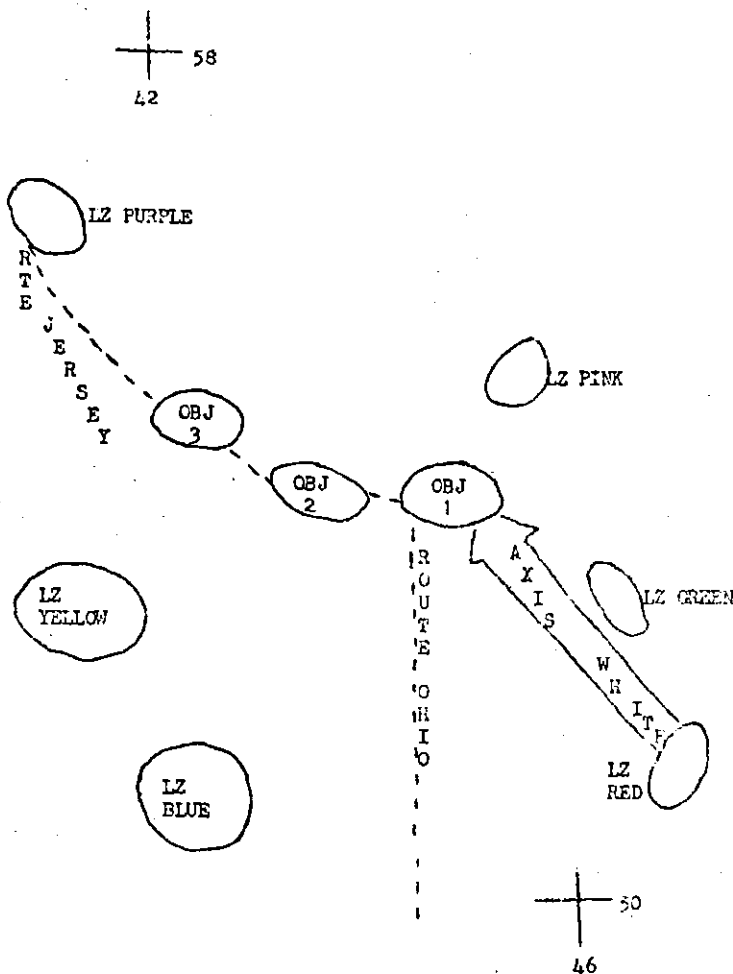 58
42
LZ PURPLE
RTE JERSEY
LZ PINK
OBJ
3
OBJ
2
OBJ
1
AXIS WHITE
ROUTE OHIO
LZ
YELLOW
LZ GREEN
LZ
BLUE
LZ
RED
50
46